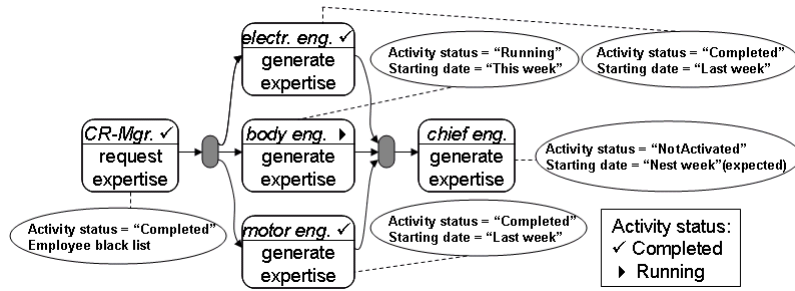 electr. eng. ✓
generate
expertise
Activity status = “Running”
Starting date = “This week”
Activity status = “Completed”
Starting date = “Last week”
CR-Mgr. ✓
request
expertise
body eng.
generate
expertise
chief eng.
generate
expertise
Activity status = “NotActivated”
Starting date = “Nest week”(expected)
Activity status = “Completed”
Employee black list
motor eng. ✓
generate
expertise
Activity status = “Completed”
Starting date = “Last week”
Activity status:
✓ Completed
Running